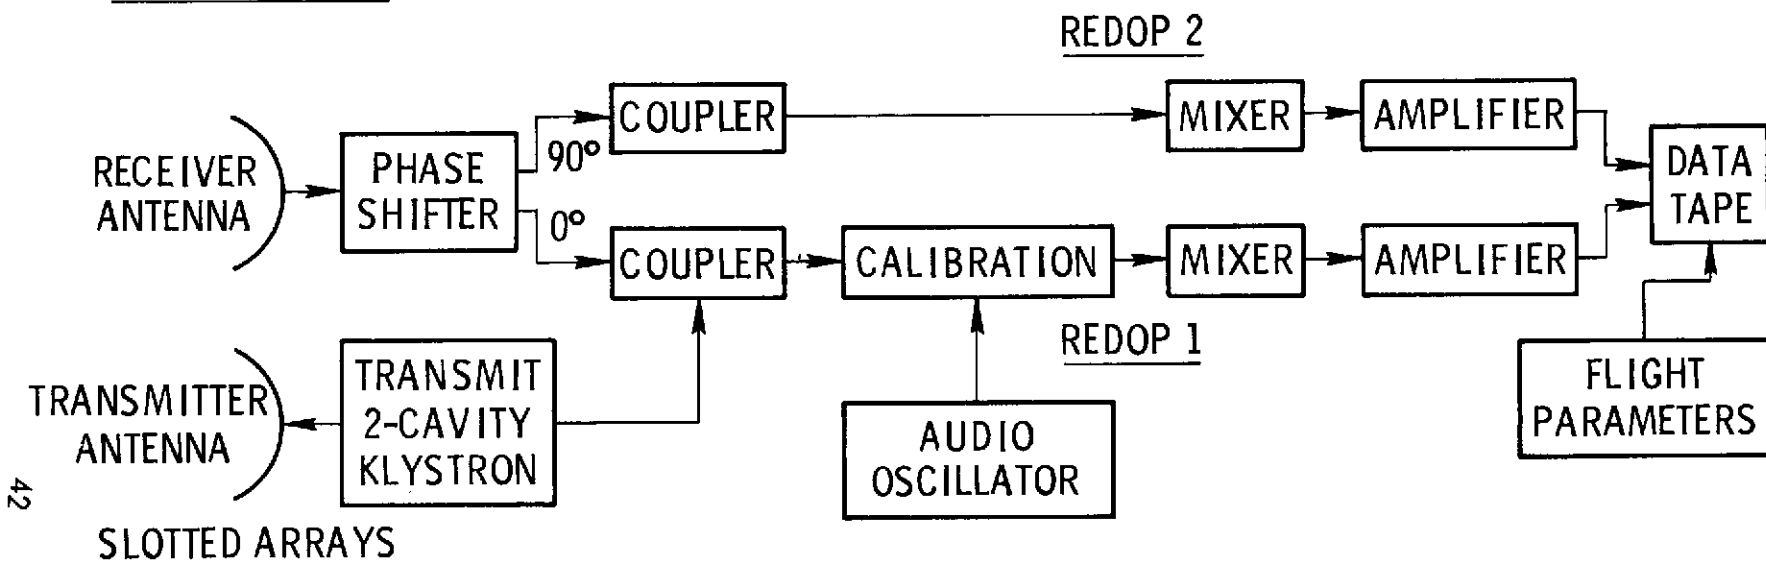 REDOP 2
COUPLER
MIXER
AMPLIFIER
RECEIVER
ANTENNA
PHASE
SHIFTER
90°
0°
DATA
TAPE
COUPLER
CALIBRATION
MIXER
AMPLIFIER
REDOP 1
TRANSMITTER
ANTENNA
TRANSMIT
2-CAVITY
KLYSTRON
AUDIO
OSCILLATOR
FLIGHT
PARAMETERS
42
SLOTTED ARRAYS